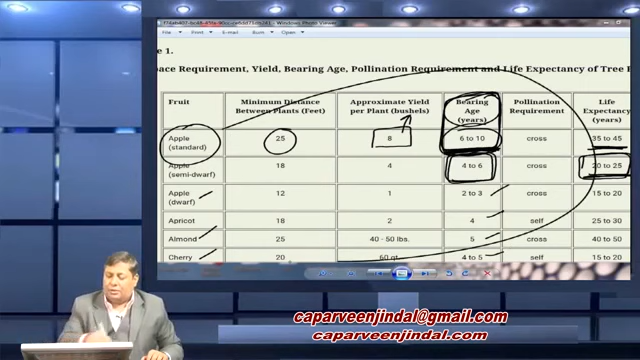 Windows Photo Viewer
File Print E-mail Burn Open
e 1.
pace Requirement, Yield, Bearing Age, Pollination Requirement and Life Expectancy of Tree F
Fruit Minimum Distance Between Plants (Feet) Approximate Yield per Plant (bushels) Bearing Age (years) Pollination Requirement Life Expectancy (years)
Apple (standard) 25 8 6 to 10 cross 35 to 45
Apple (semi-dwarf) 18 4 4 to 6 cross 20 to 25
Apple (dwarf) 12 1 2 to 3 cross 15 to 20
Apricot 18 2 4 self 25 to 30
Almond 25 40 - 50 lbs. 5 cross 40 to 50
Cherry 20 60 qt. 4 to 5 self 15 to 20
caparveenjindal@gmail.com
caparveenjindal.com